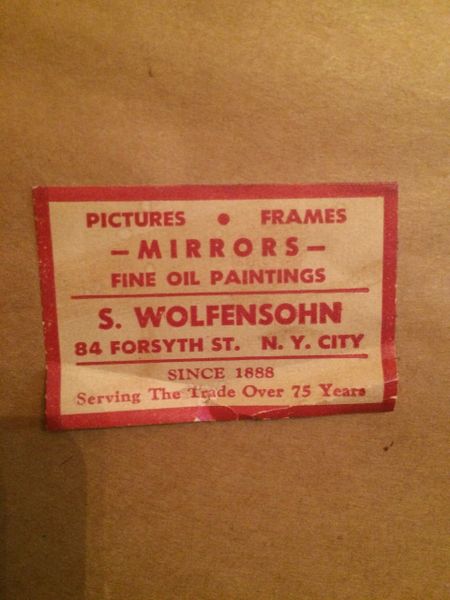 PICTURES • FRAMES
– MIRRORS –
FINE OIL PAINTINGS
S. WOLFENSOHN
84 FORSYTH ST. N. Y. CITY
SINCE 1888
Serving The Trade Over 75 Years